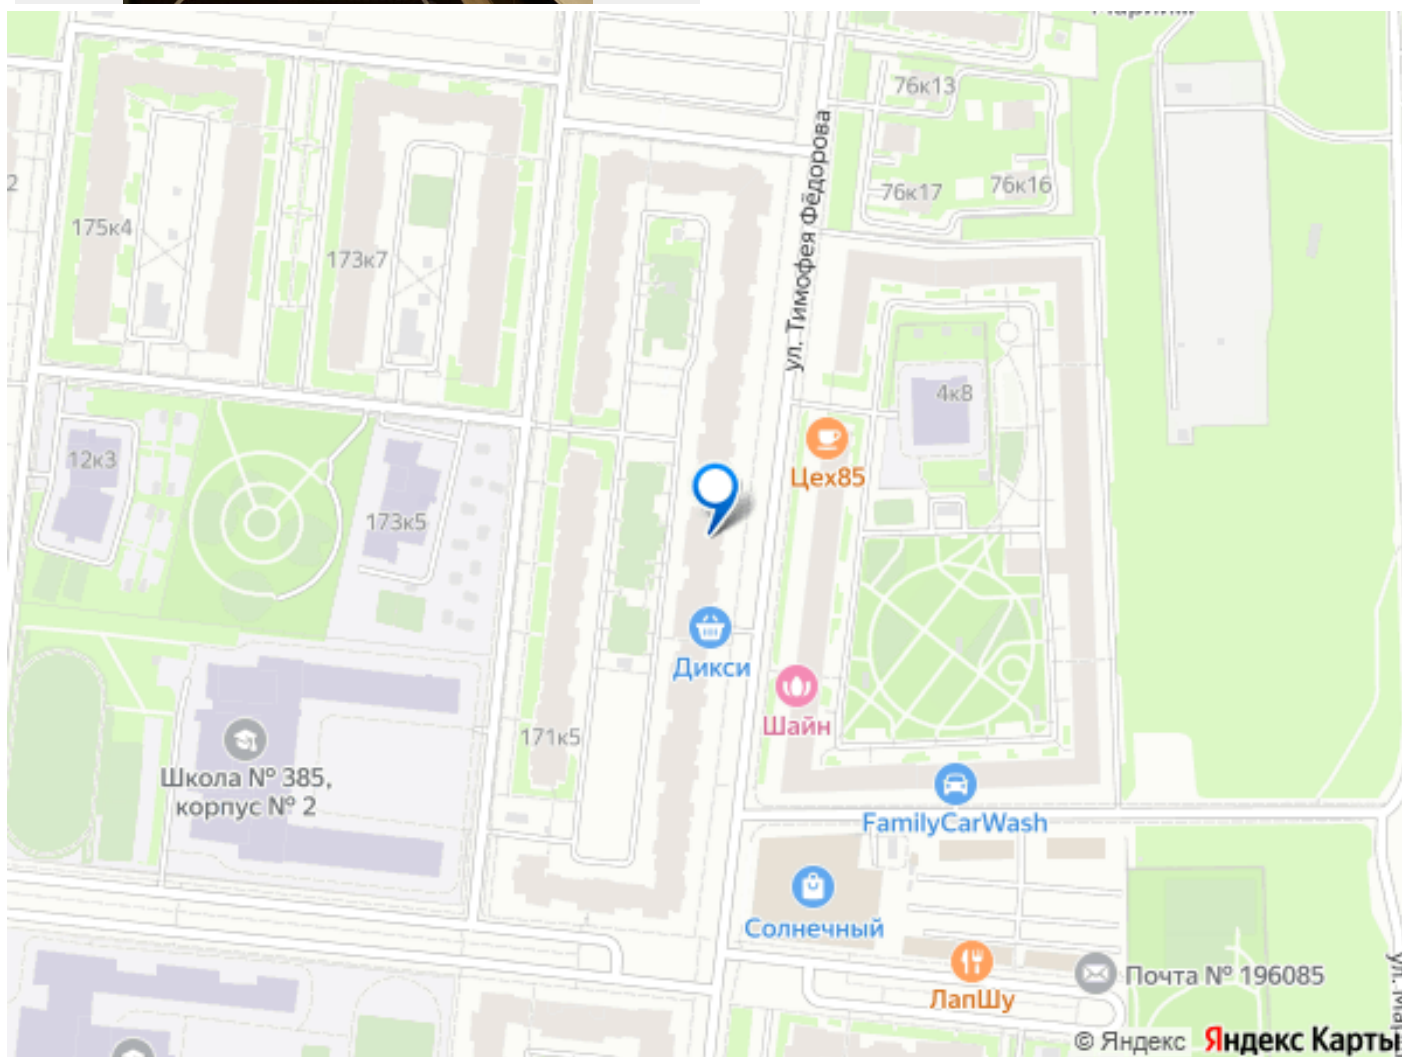 76к13
ул. Тимофея Фёдорова
2
76к17
76к16
175к4
173к7
4к8
12к3
Цех85
173к5
Дикси
Шайн
171к5
Школа № 385,
корпус № 2
FamilyCarWash
Солнечный
ЛапШу
Почта № 196085
© Яндекс
Яндекс Карты